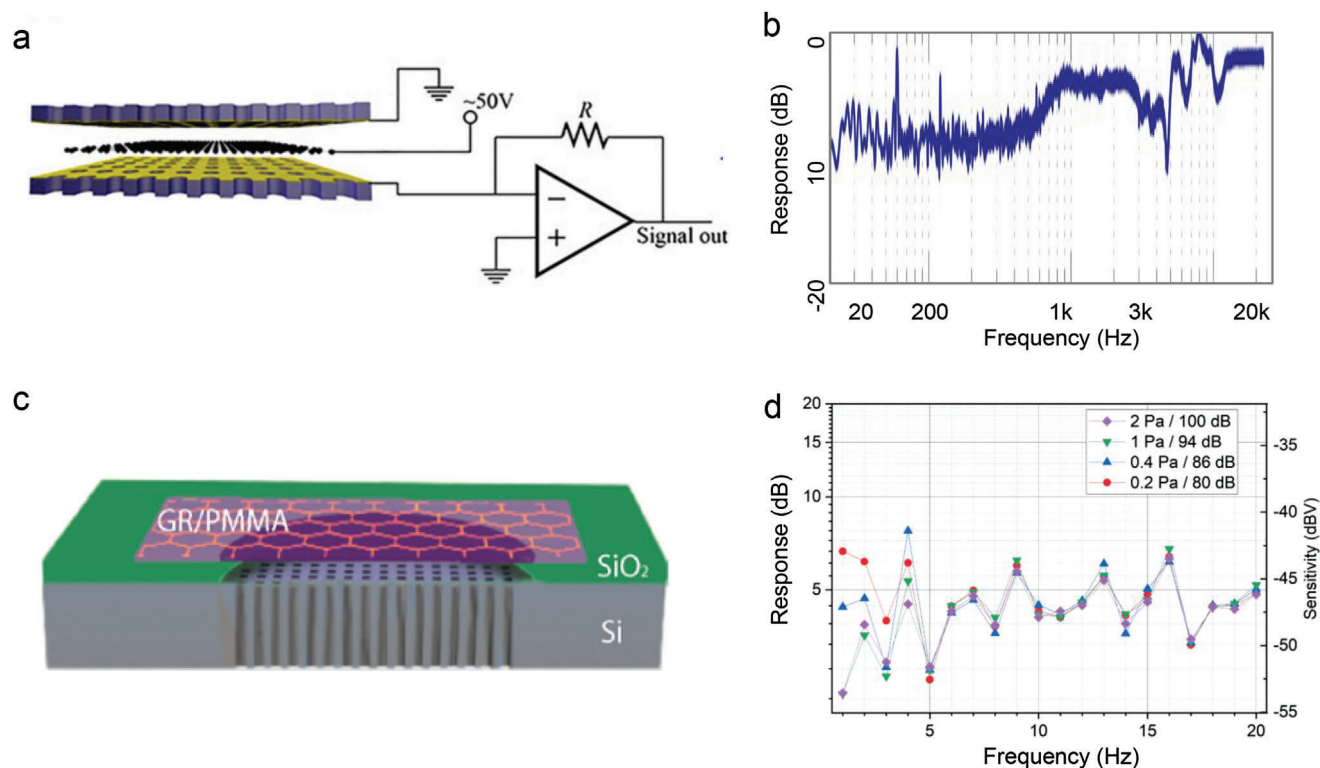 a
~50V
R
−
+
Signal out
b
0
10
-20
Response (dB)
20
200
1k
3k
20k
Frequency (Hz)
c
GR/PMMA
SiO₂
Si
d
20
15
10
5
Response (dB)
2 Pa / 100 dB
1 Pa / 94 dB
0.4 Pa / 86 dB
0.2 Pa / 80 dB
-35
-40
-45
-50
-55
Sensitivity (dBV)
5
10
15
20
Frequency (Hz)